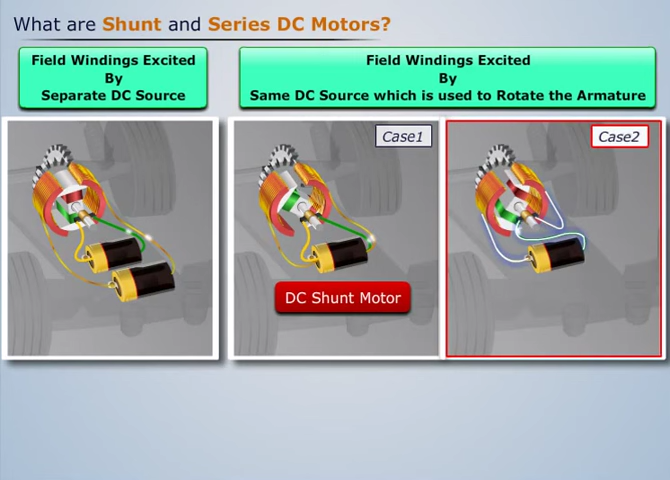 What are Shunt and Series DC Motors?
Field Windings Excited
By
Separate DC Source
Field Windings Excited
By
Same DC Source which is used to Rotate the Armature
Case1
Case2
DC Shunt Motor